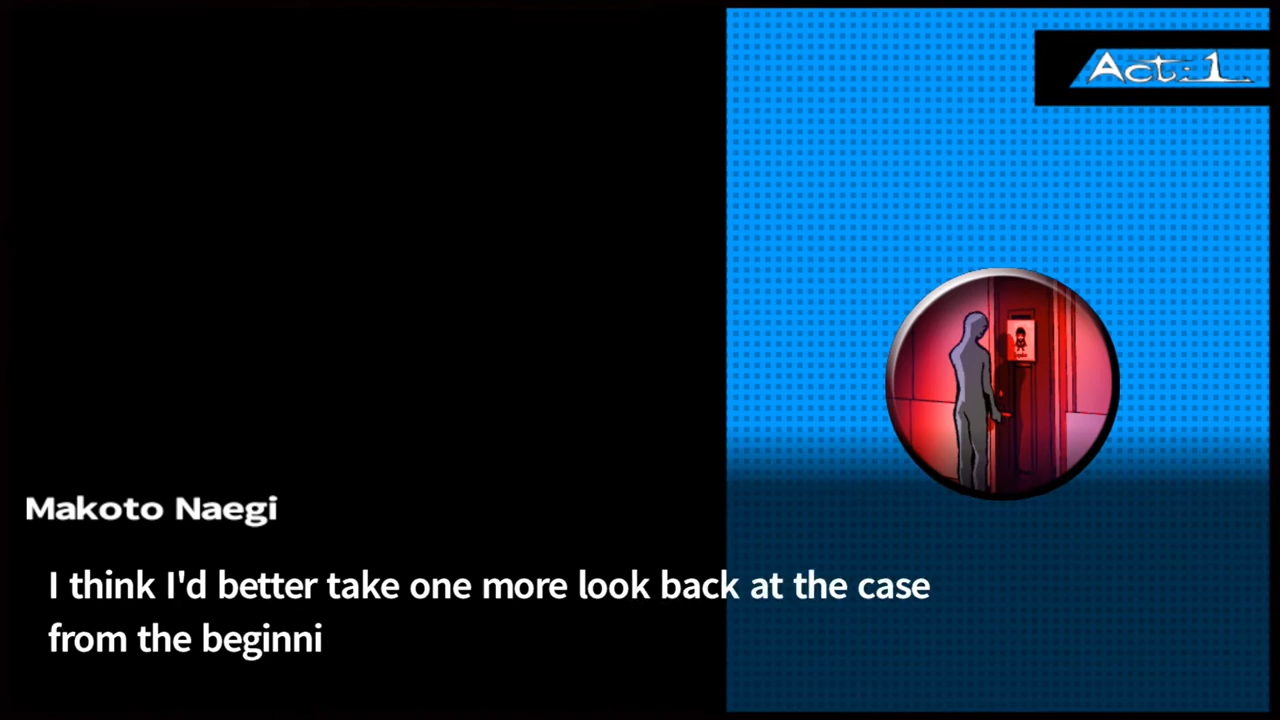 Act:1
Makoto Naegi
I think I'd better take one more look back at the case
from the beginni